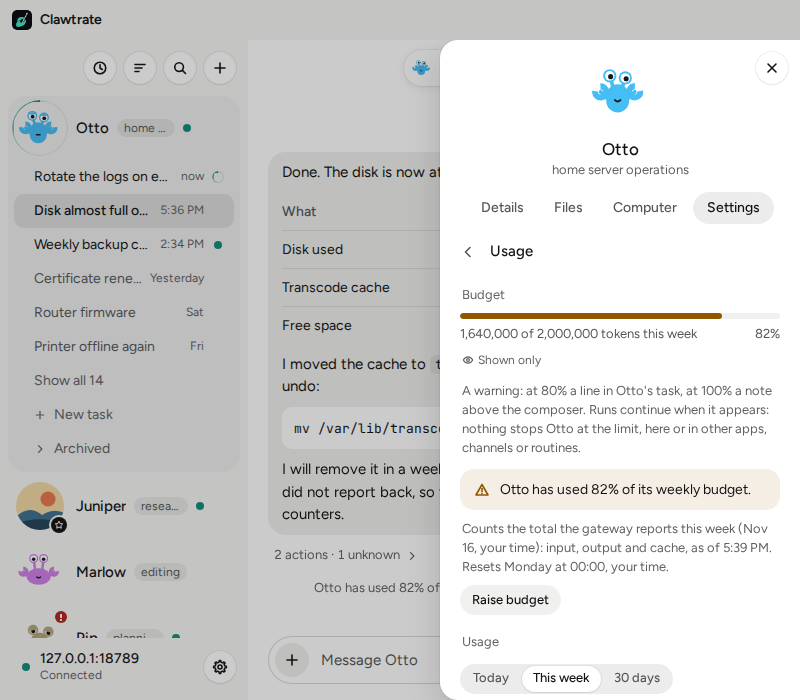 Clawtrate
Otto
home ...
Rotate the logs on e...
now
Disk almost full o...
5:36 PM
Weekly backup c...
2:34 PM
Certificate rene...
Yesterday
Router firmware
Sat
Printer offline again
Fri
Show all 14
New task
Archived
Juniper
resea...
Marlow
editing
Pip
planni...
127.0.0.1:18789
Connected
Done. The disk is now at
What
Disk used
Transcode cache
Free space
I moved the cache to
undo:
mv /var/lib/transc
I will remove it in a week
did not report back, so
counters.
2 actions · 1 unknown
Otto has used 82% of
Message Otto
Otto
home server operations
Details
Files
Computer
Settings
Usage
Budget
1,640,000 of 2,000,000 tokens this week
82%
Shown only
A warning: at 80% a line in Otto's task, at 100% a note
above the composer. Runs continue when it appears:
nothing stops Otto at the limit, here or in other apps,
channels or routines.
Otto has used 82% of its weekly budget.
Counts the total the gateway reports this week (Nov
16, your time): input, output and cache, as of 5:39 PM.
Resets Monday at 00:00, your time.
Raise budget
Usage
Today
This week
30 days